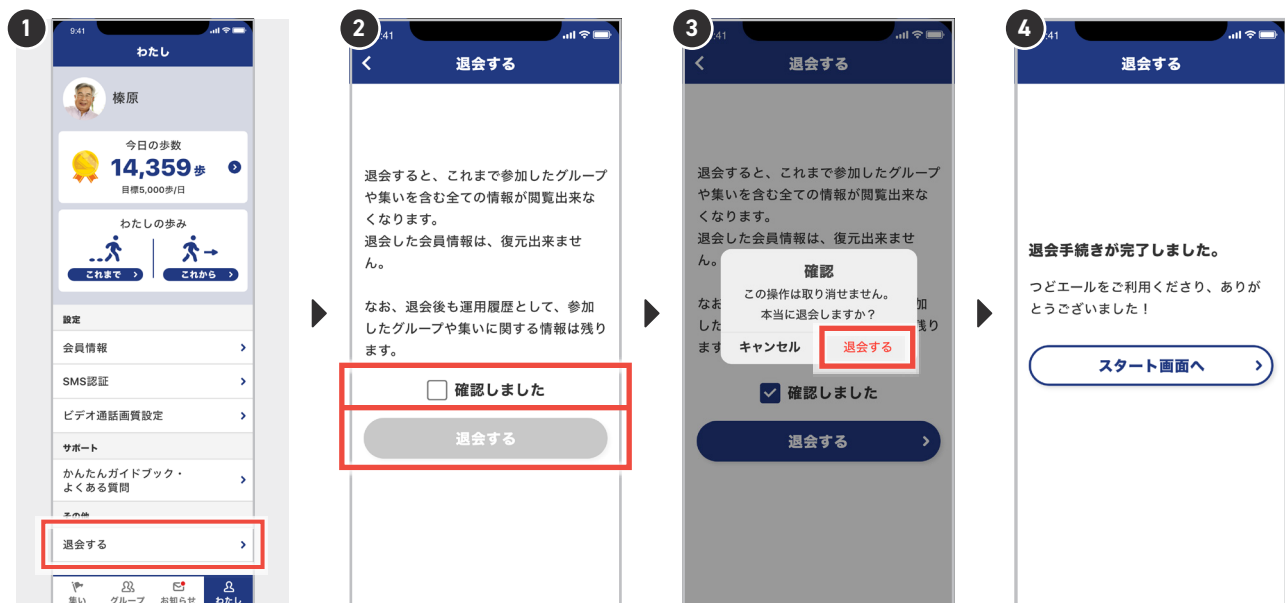 1
9:41
わたし
榛原
今日の歩数
14,359歩
目標5,000歩/日
わたしの歩み
これまで
これから
設定
会員情報
SMS認証
ビデオ通話画質設定
サポート
かんたんガイドブック・
よくある質問
その他
退会する
集い
グループ
お知らせ
わたし
2
:41
退会する
退会すると、これまで参加したグループ
や集いを含む全ての情報が閲覧出来な
くなります。
退会した会員情報は、復元出来ませ
ん。
なお、退会後も運用履歴として、参加
したグループや集いに関する情報は残り
ます。
確認しました
退会する
3
:41
退会する
退会すると、これまで参加したグループ
や集いを含む全ての情報が閲覧出来な
くなります。
退会した会員情報は、復元出来ませ
ん。
確認
この操作は取り消せません。
本当に退会しますか？
キャンセル
退会する
なお
加
した
残り
ます
確認しました
退会する
4
:41
退会する
退会手続きが完了しました。
つどエールをご利用くださり、ありが
とうございました！
スタート画面へ